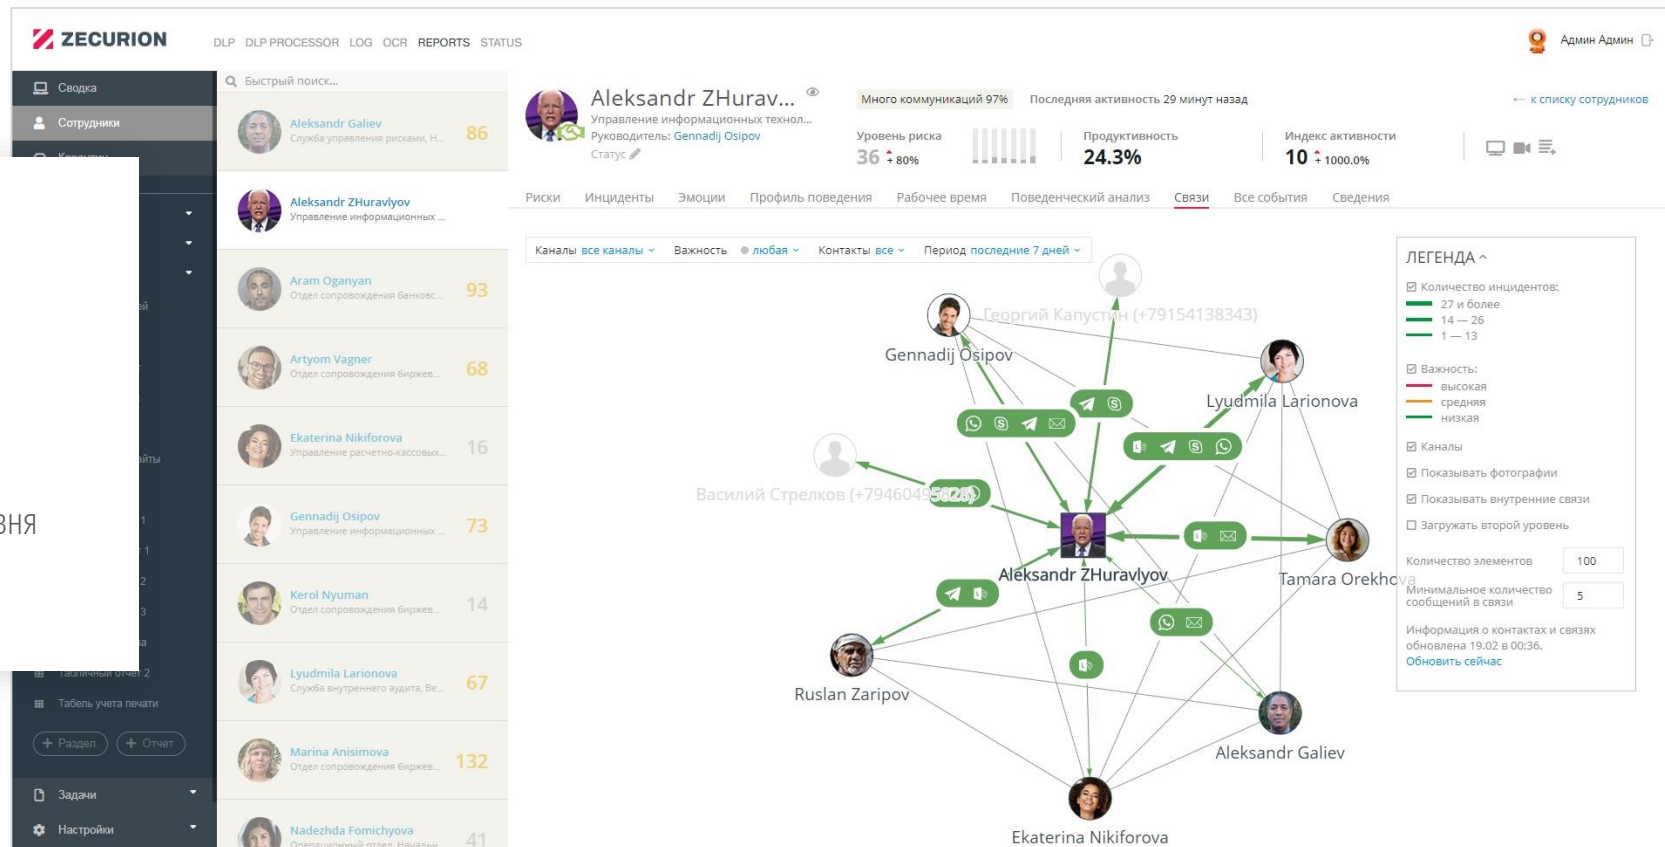 ZECURION
DLP DLP PROCESSOR LOG OCR REPORTS STATUS
Админ Админ
Сводка
Сотрудники
вня
Табличный отчет 2
Табель учета печати
+ Раздел
+ Отчет
Задачи
Настройки
Быстрый поиск...
Aleksandr Galiev
Служба управления рисками, Н...
86
Aleksandr ZHuravlyov
Управление информационных ...
Aram Oganyan
Отдел сопровождения банковс...
93
Artyom Vagner
Отдел сопровождения биржев...
68
Ekaterina Nikiforova
Управление расчетно-кассовых...
16
Gennadij Osipov
Управление информационных ...
73
Kerol Nyuman
Отдел сопровождения биржев...
14
Lyudmila Larionova
Служба внутреннего аудита, Ве...
67
Marina Anisimova
Отдел сопровождения биржев...
132
Nadezhda Fomichyova
Операционный отдел, Начальн...
41
Aleksandr ZHurav...
Управление информационных технол...
Руководитель: Gennadij Osipov
Статус
Много коммуникаций 97%
Последняя активность 29 минут назад
← к списку сотрудников
Уровень риска
36 + 80%
Продуктивность
24.3%
Индекс активности
10 + 1000.0%
Риски Инциденты Эмоции Профиль поведения Рабочее время Поведенческий анализ Связи Все события Сведения
Каналы все каналы Важность любая Контакты все Период последние 7 дней
Георгий Капустин (+79154138343)
Gennadij Osipov
Lyudmila Larionova
Василий Стрелков
Aleksandr ZHuravlyov
Tamara Orekhova
Ruslan Zaripov
Aleksandr Galiev
Ekaterina Nikiforova
ЛЕГЕНДА
Количество инцидентов:
27 и более
14 — 26
1 — 13
Важность:
высокая
средняя
низкая
Каналы
Показывать фотографии
Показывать внутренние связи
Загружать второй уровень
Количество элементов 100
Минимальное количество
сообщений в связи 5
Информация о контактах и связях
обновлена 19.02 в 00:36.
Обновить сейчас